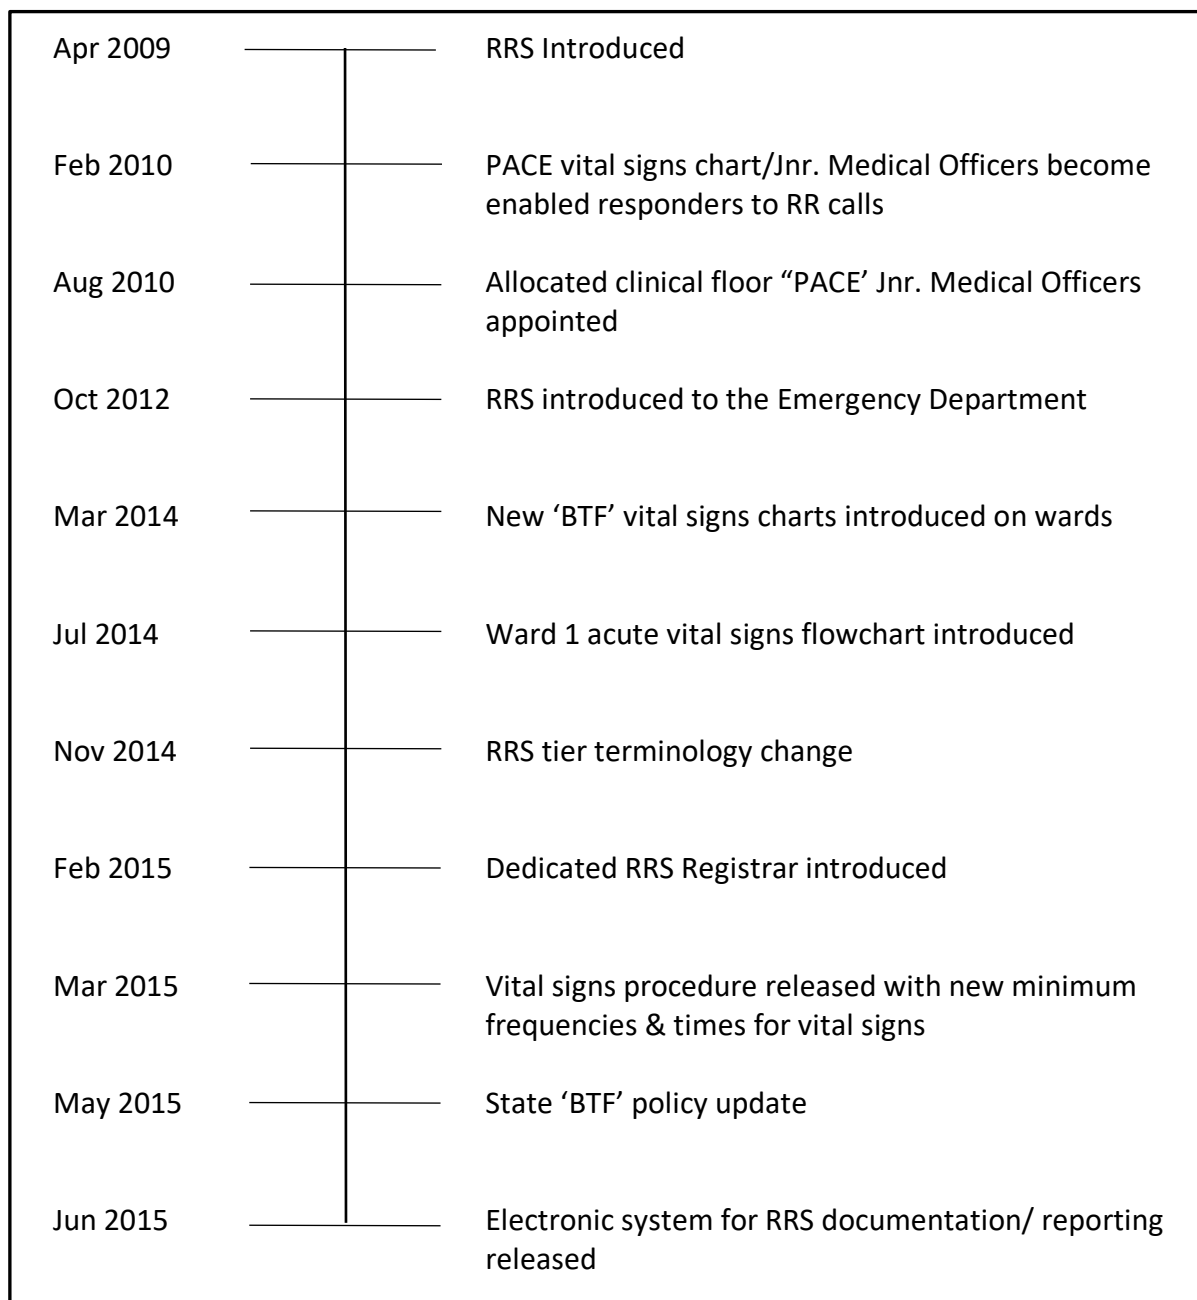 Apr 2009 RRS Introduced
Feb 2010 PACE vital signs chart/Jnr. Medical Officers become
enabled responders to RR calls
Aug 2010 Allocated clinical floor “PACE’ Jnr. Medical Officers
appointed
Oct 2012 RRS introduced to the Emergency Department
Mar 2014 New ‘BTF’ vital signs charts introduced on wards
Jul 2014 Ward 1 acute vital signs flowchart introduced
Nov 2014 RRS tier terminology change
Feb 2015 Dedicated RRS Registrar introduced
Mar 2015 Vital signs procedure released with new minimum
frequencies & times for vital signs
May 2015 State ‘BTF’ policy update
Jun 2015 Electronic system for RRS documentation/ reporting
released